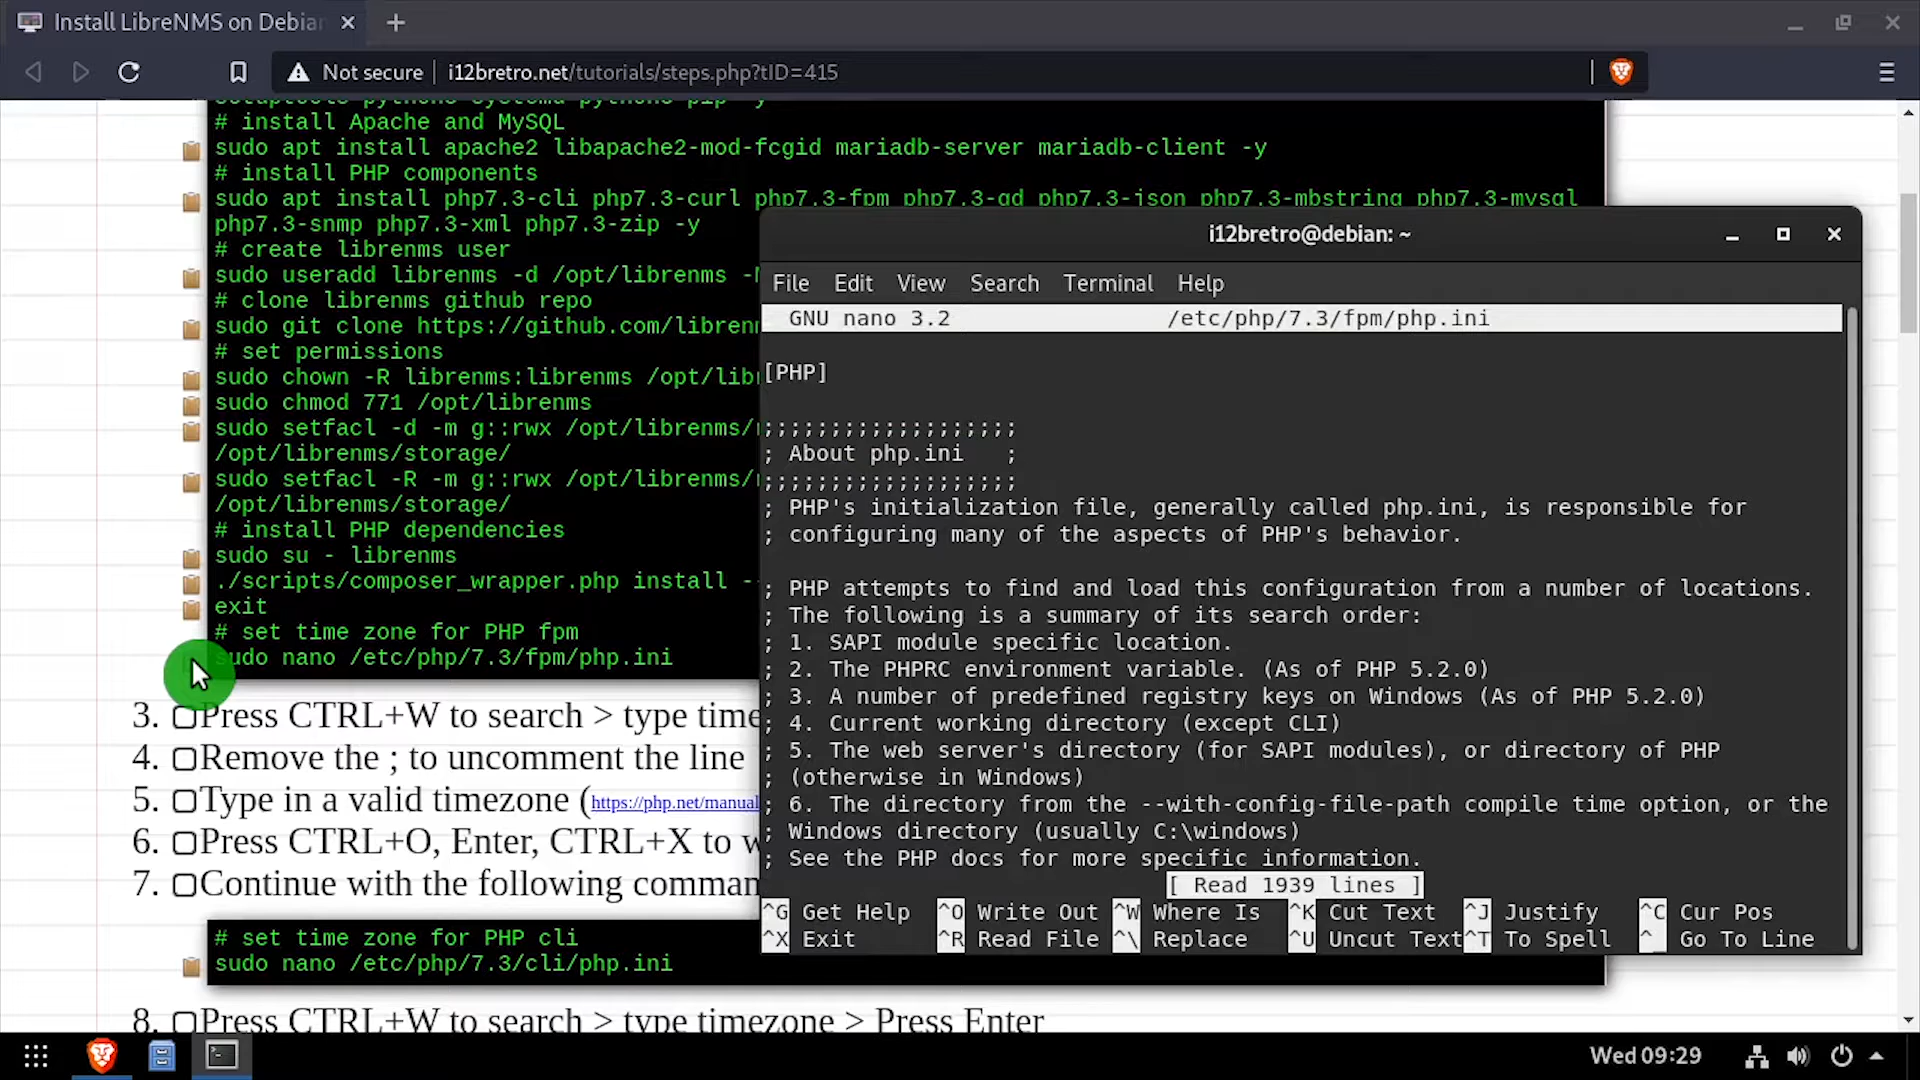 Install LibreNMS on Debian
Not secure
i12bretro.net/tutorials/steps.php?tID=415
# install Apache and MySQL
sudo apt install apache2 libapache2-mod-fcgid mariadb-server mariadb-client -y
# install PHP components
sudo apt install php7.3-cli php7.3-curl php7.3-fpm php7.3-gd php7.3-json php7.3-mbstring php7.3-mysql
php7.3-snmp php7.3-xml php7.3-zip -y
# create librenms user
sudo useradd librenms -d /opt/librenms
# clone librenms github repo
sudo git clone https://github.com/libren
# set permissions
sudo chown -R librenms:librenms /opt/lib
sudo chmod 771 /opt/librenms
sudo setfacl -d -m g::rwx /opt/librenms/
/opt/librenms/storage/
sudo setfacl -R -m g::rwx /opt/librenms/
/opt/librenms/storage/
# install PHP dependencies
sudo su - librenms
./scripts/composer_wrapper.php install --
exit
# set time zone for PHP fpm
sudo nano /etc/php/7.3/fpm/php.ini
3. Press CTRL+W to search > type time
4. Remove the ; to uncomment the line
5. Type in a valid timezone (https://php.net/manual
6. Press CTRL+O, Enter, CTRL+X to w
7. Continue with the following comman
# set time zone for PHP cli
sudo nano /etc/php/7.3/cli/php.ini
8. Press CTRL+W to search > type timezone > Press Enter
i12bretro@debian: ~
File Edit View Search Terminal Help
GNU nano 3.2 /etc/php/7.3/fpm/php.ini
[PHP]
;;;;;;;;;;;;;;;;;;;
; About php.ini   ;
;;;;;;;;;;;;;;;;;;;
; PHP's initialization file, generally called php.ini, is responsible for
; configuring many of the aspects of PHP's behavior.
; PHP attempts to find and load this configuration from a number of locations.
; The following is a summary of its search order:
; 1. SAPI module specific location.
; 2. The PHPRC environment variable. (As of PHP 5.2.0)
; 3. A number of predefined registry keys on Windows (As of PHP 5.2.0)
; 4. Current working directory (except CLI)
; 5. The web server's directory (for SAPI modules), or directory of PHP
; (otherwise in Windows)
; 6. The directory from the --with-config-file-path compile time option, or the
; Windows directory (usually C:\windows)
; See the PHP docs for more specific information.
[ Read 1939 lines ]
^G Get Help ^O Write Out ^W Where Is ^K Cut Text ^J Justify ^C Cur Pos
^X Exit ^R Read File ^\ Replace ^U Uncut Text ^T To Spell ^_ Go To Line
Wed 09:29